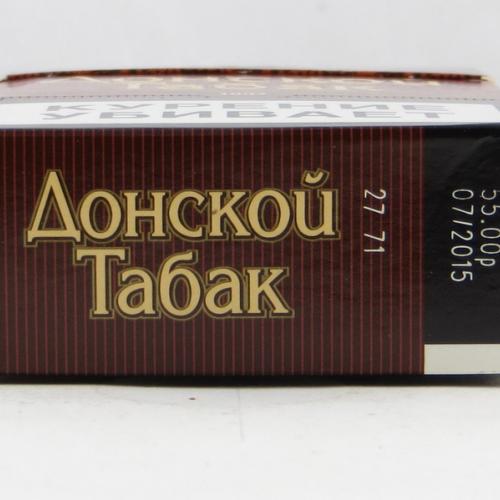 КУРЕНИЕ
УБИВАЕТ
Донской
Табак
27 71
55.00р
07/2015